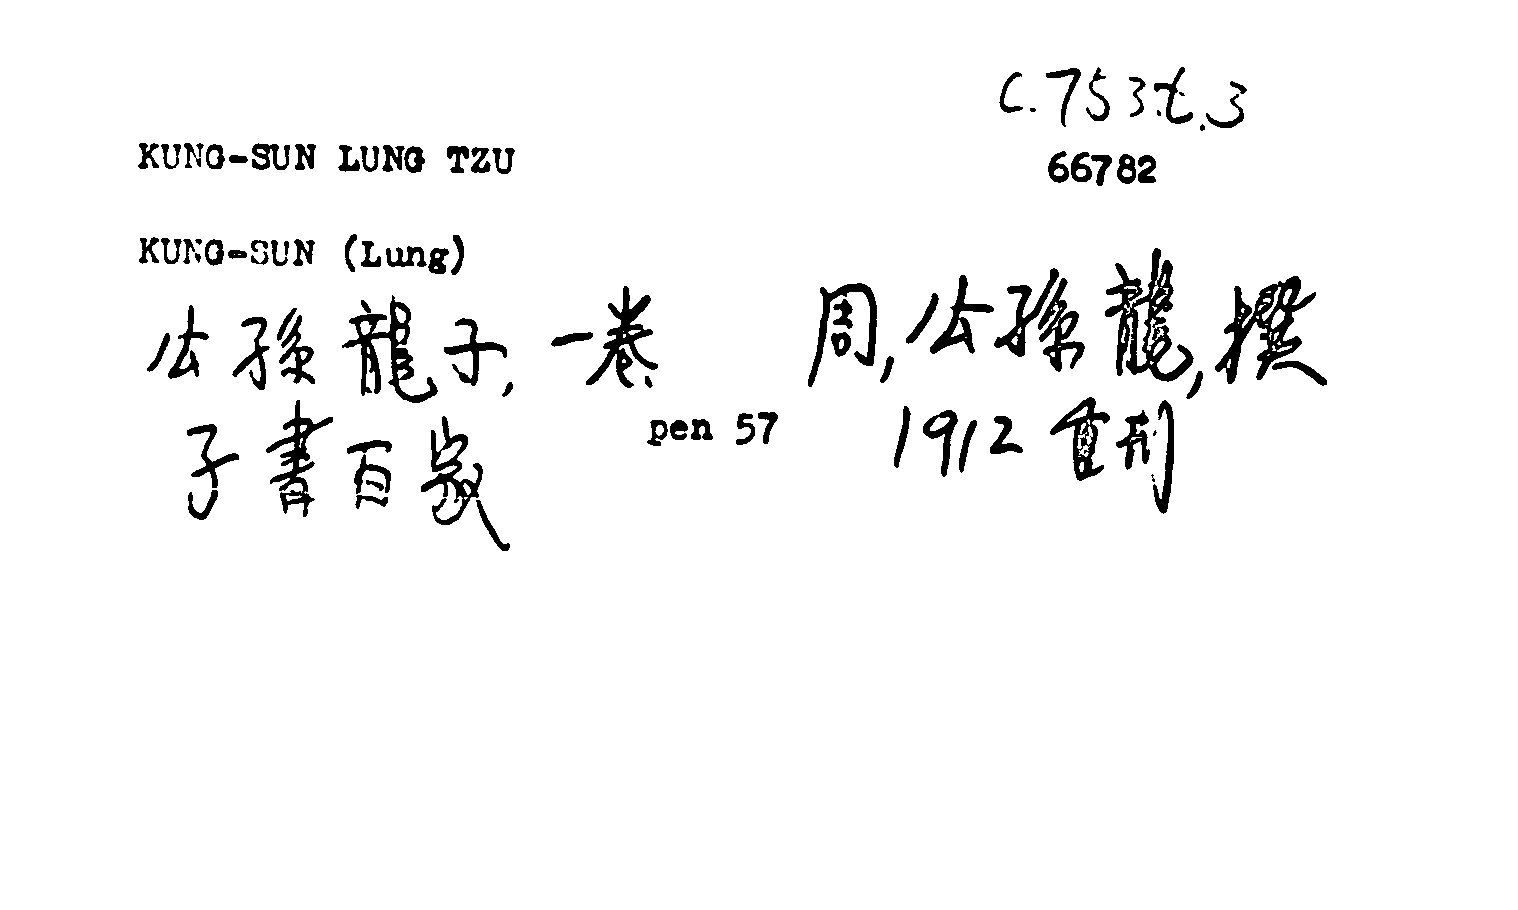 C.753.t.3
KUNG-SUN LUNG TZU
66782
KUNG-SUN (Lung)
公孫龍子, 一卷. 周, 公孫龍, 撰
子書百家 pen 57 1912 重刊